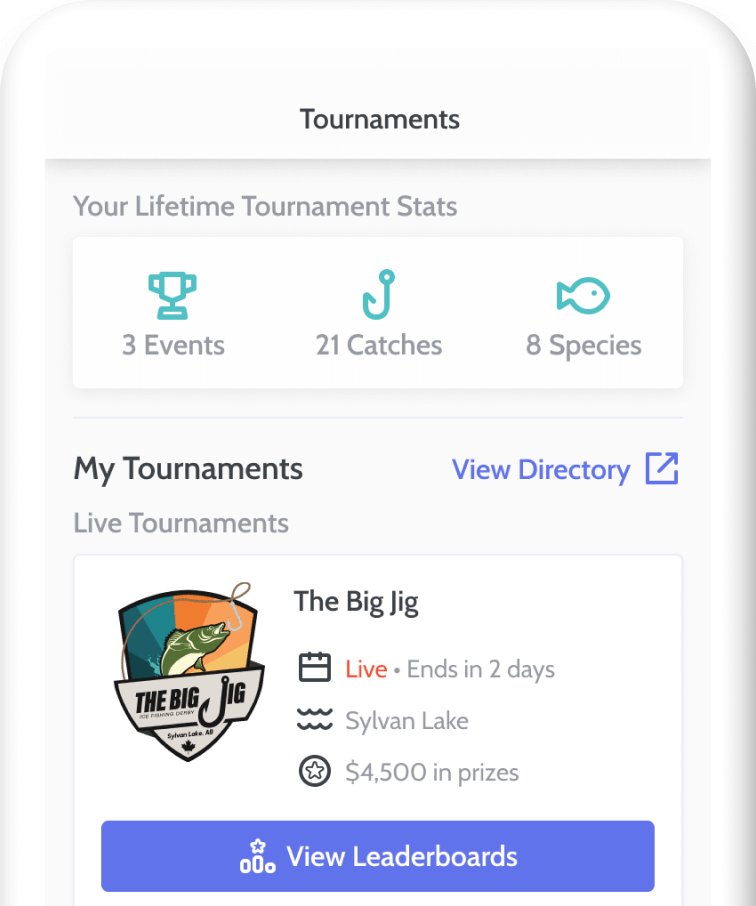 Tournaments
Your Lifetime Tournament Stats
3 Events
21 Catches
8 Species
My Tournaments
View Directory
Live Tournaments
The Big Jig
Live • Ends in 2 days
Sylvan Lake
$4,500 in prizes
THE BIG JIG
ICE FISHING DERBY
Sylvan Lake, AB
View Leaderboards